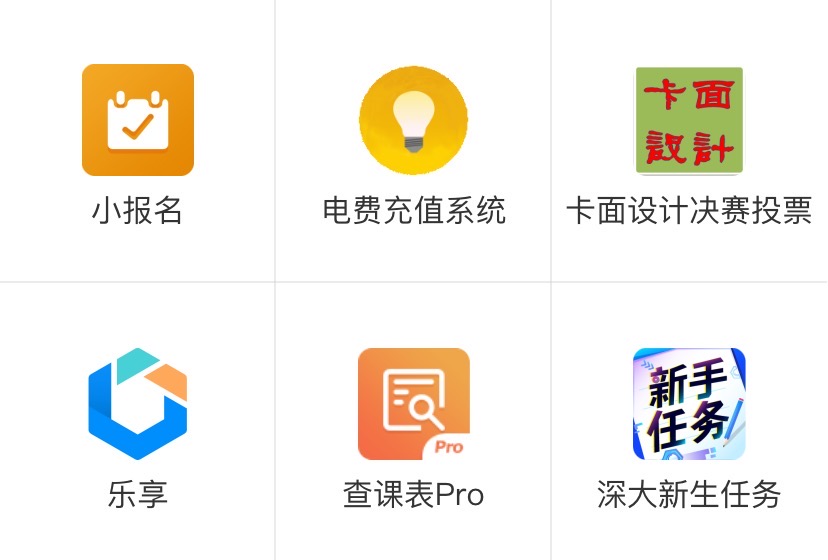 小报名
电费充值系统
卡面
設計
卡面设计决赛投票
乐享
Pro
查课表Pro
新手
任务
深大新生任务